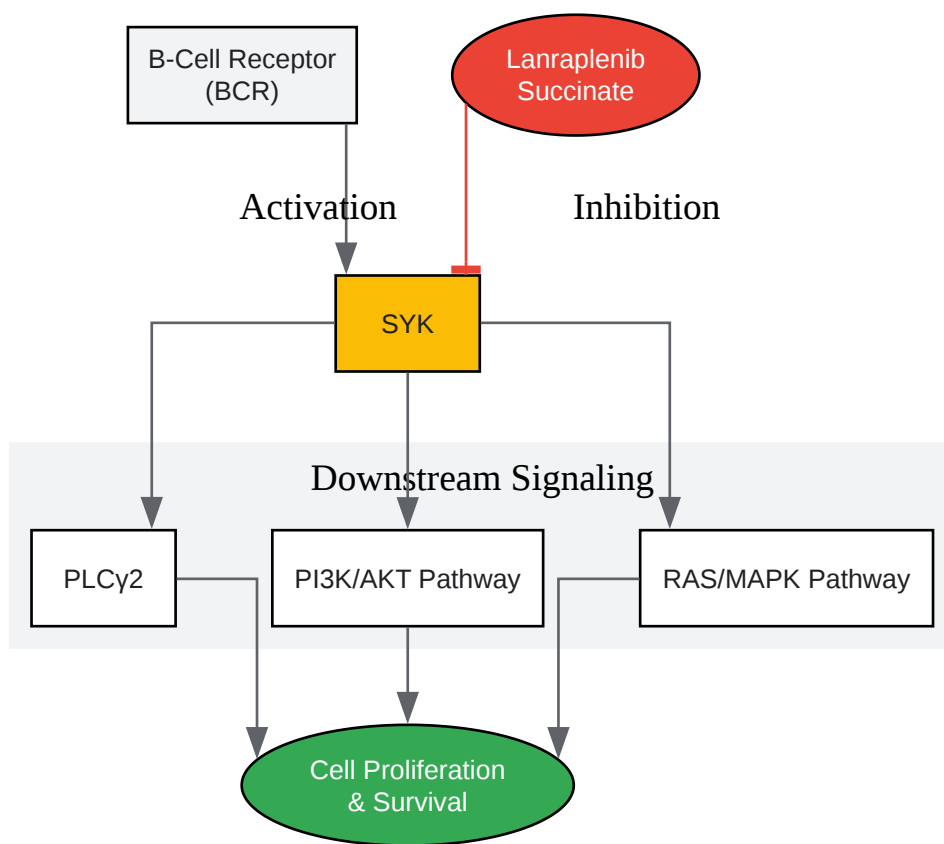 B-Cell Receptor
(BCR)
Lanraplenib
Succinate
Activation
Inhibition
SYK
Downstream Signaling
PLCγ2
PI3K/AKT Pathway
RAS/MAPK Pathway
Cell Proliferation
& Survival